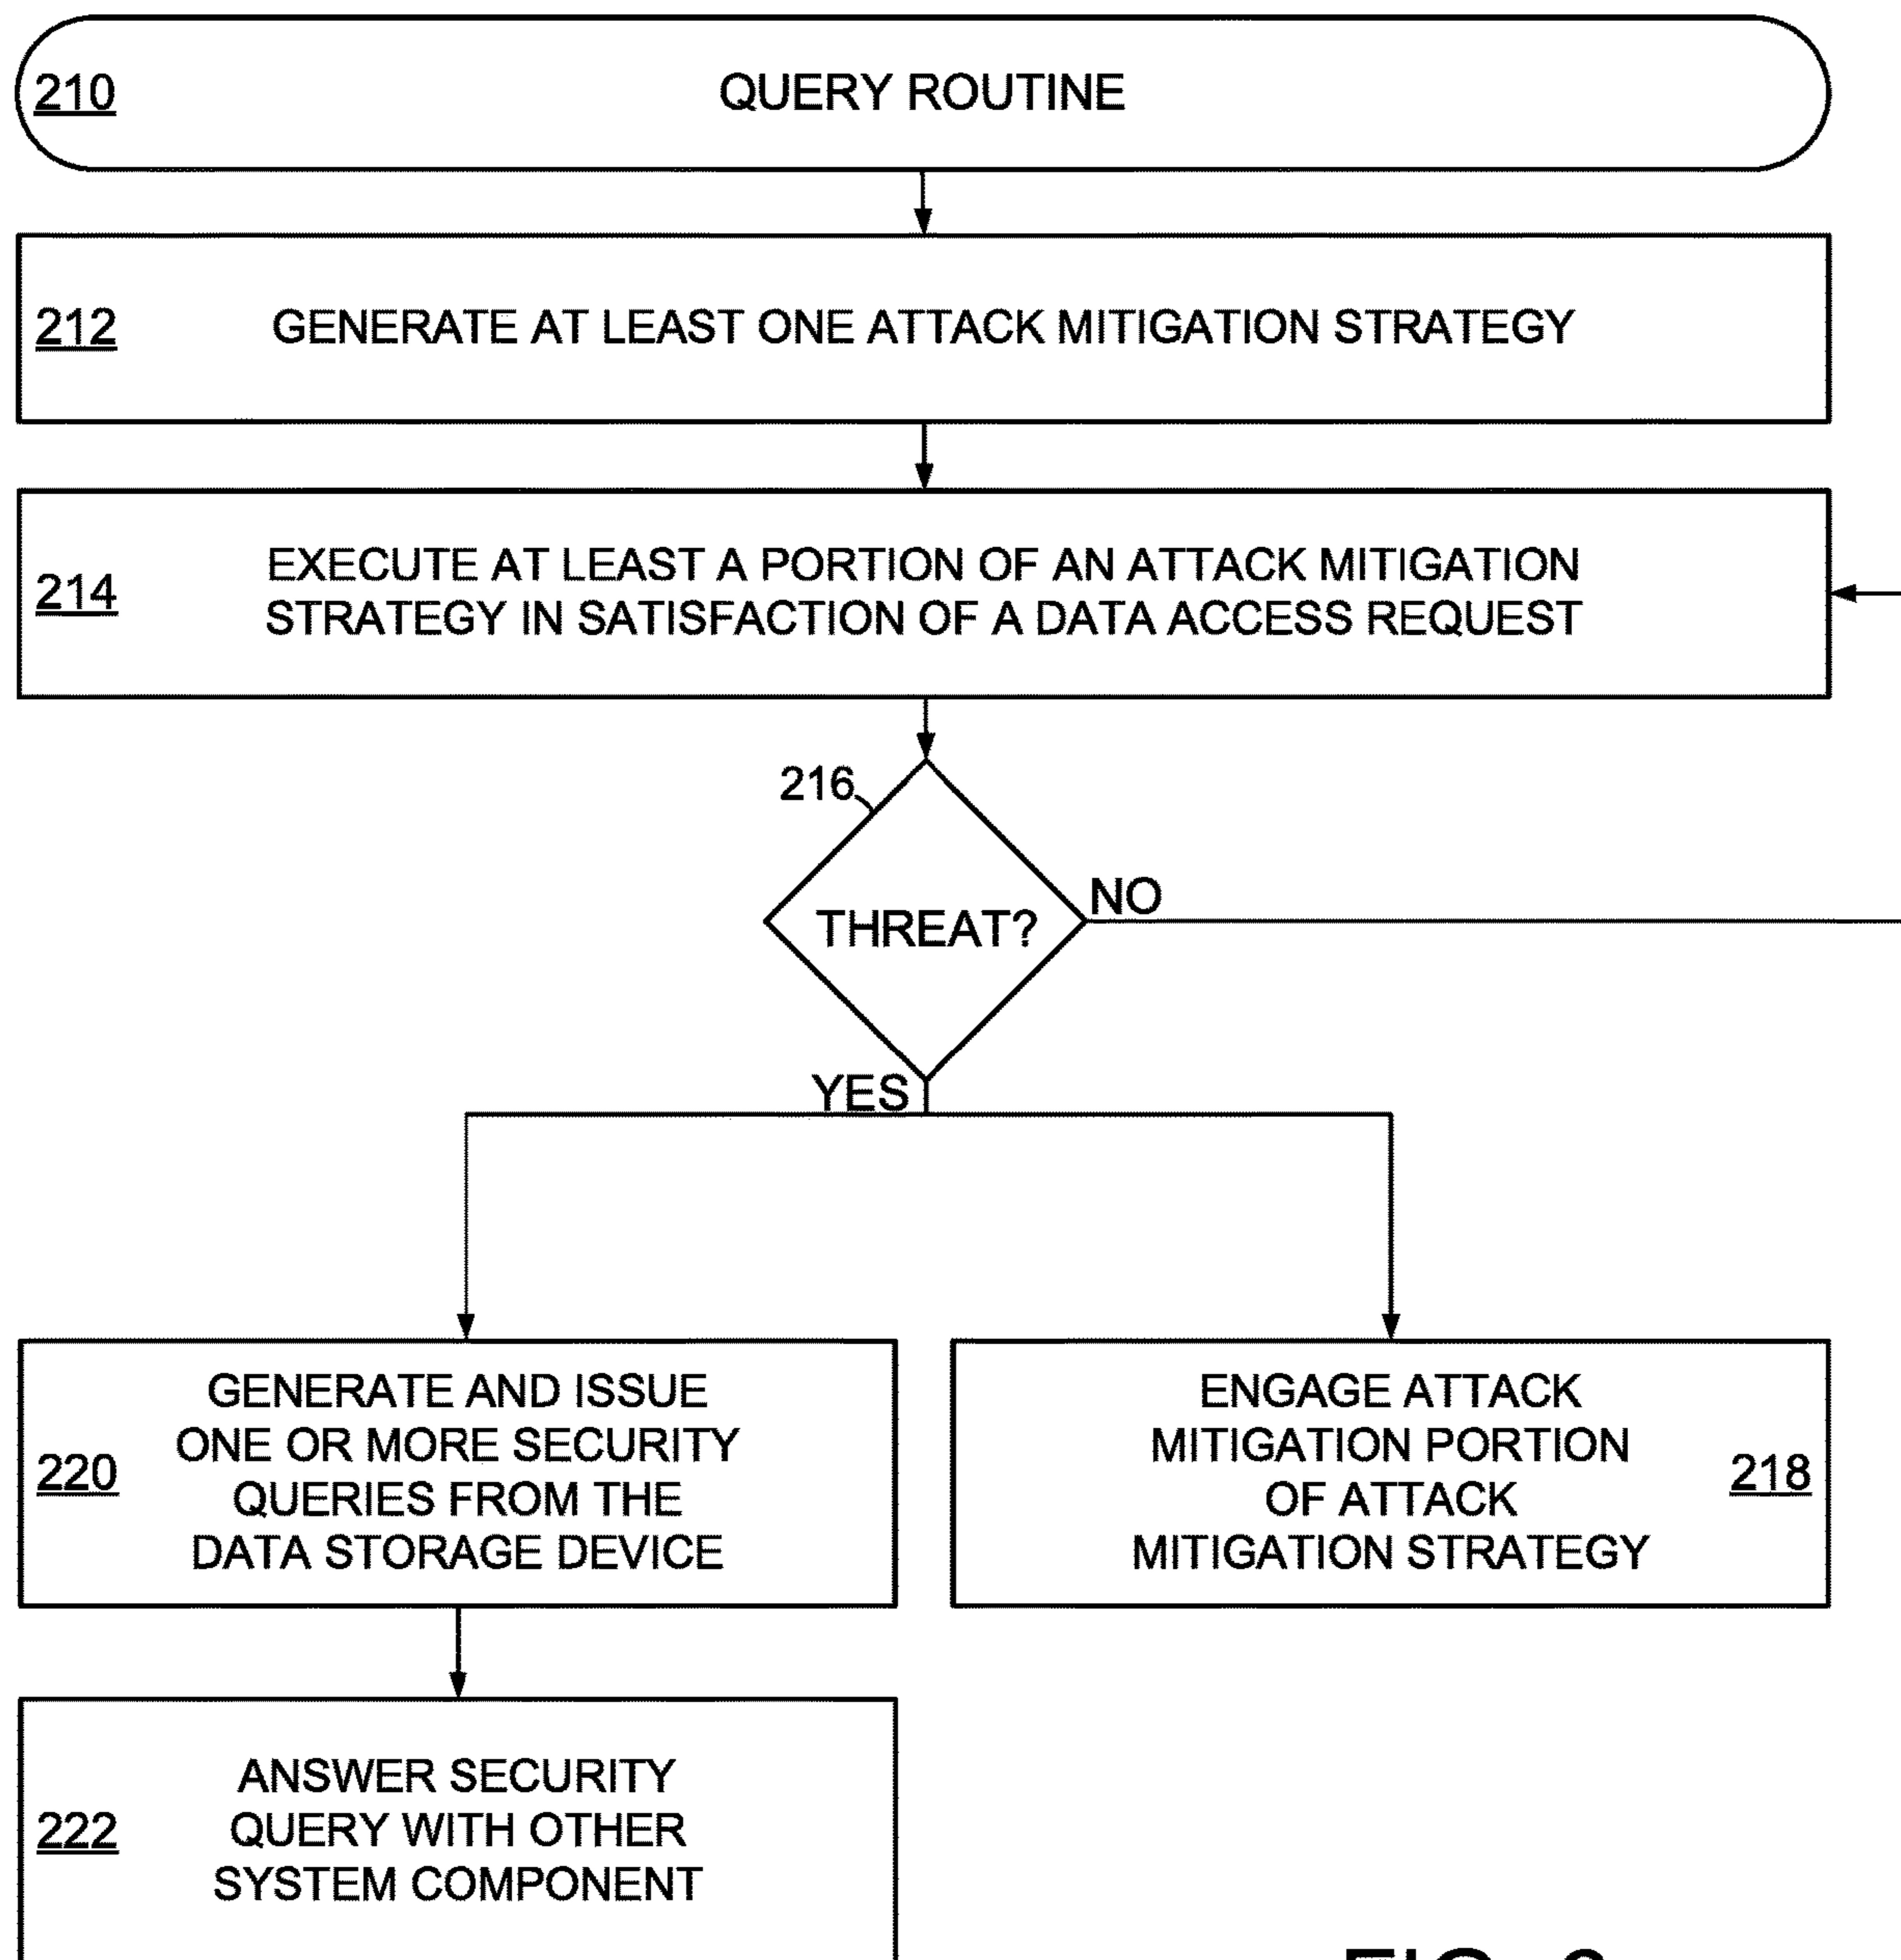 210
QUERY ROUTINE
212
GENERATE AT LEAST ONE ATTACK MITIGATION STRATEGY
214
EXECUTE AT LEAST A PORTION OF AN ATTACK MITIGATION
STRATEGY IN SATISFACTION OF A DATA ACCESS REQUEST
216
THREAT?
NO
YES
220
GENERATE AND ISSUE
ONE OR MORE SECURITY
QUERIES FROM THE
DATA STORAGE DEVICE
ENGAGE ATTACK
MITIGATION PORTION
OF ATTACK
MITIGATION STRATEGY
218
222
ANSWER SECURITY
QUERY WITH OTHER
SYSTEM COMPONENT
FIG.